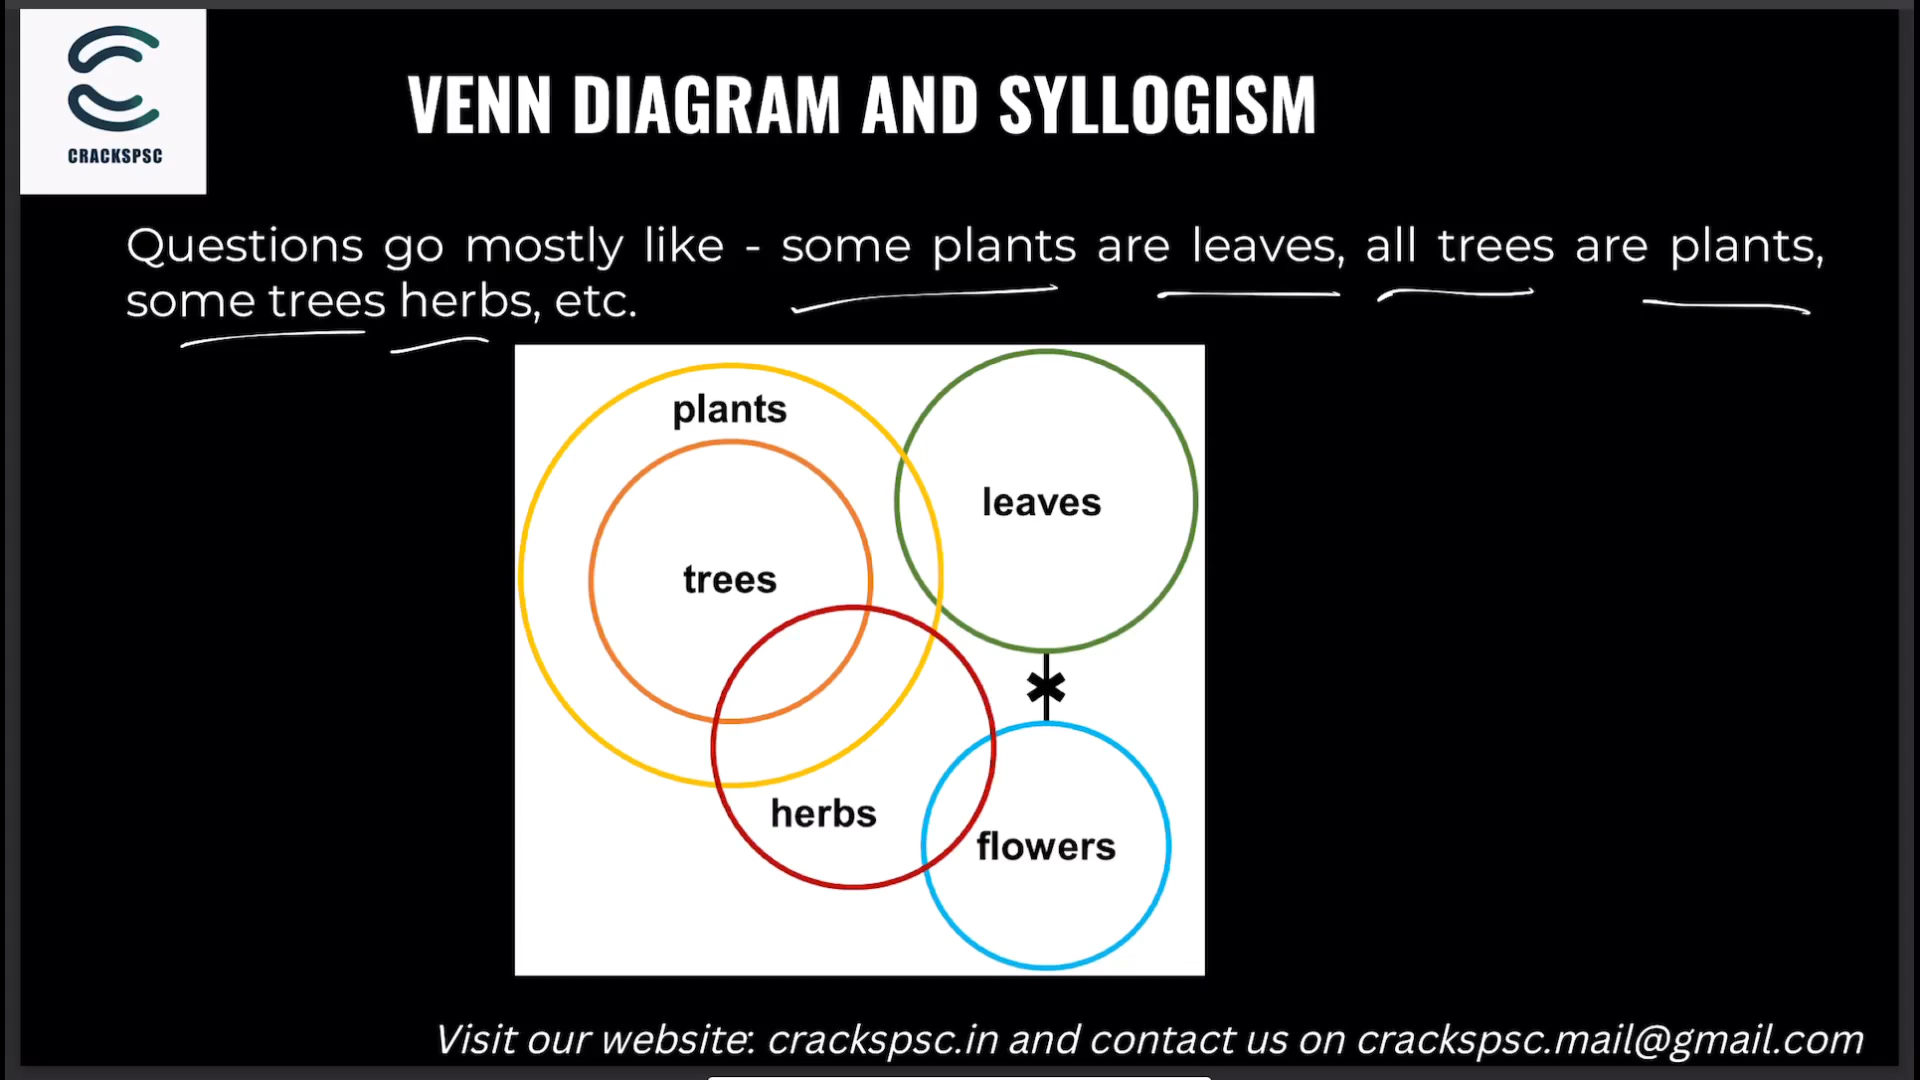 CRACKSPSC
VENN DIAGRAM AND SYLLOGISM
Questions go mostly like - some plants are leaves, all trees are plants,
some trees herbs, etc.
plants
leaves
trees
herbs
flowers
Visit our website: crackspsc.in and contact us on crackspsc.mail@gmail.com